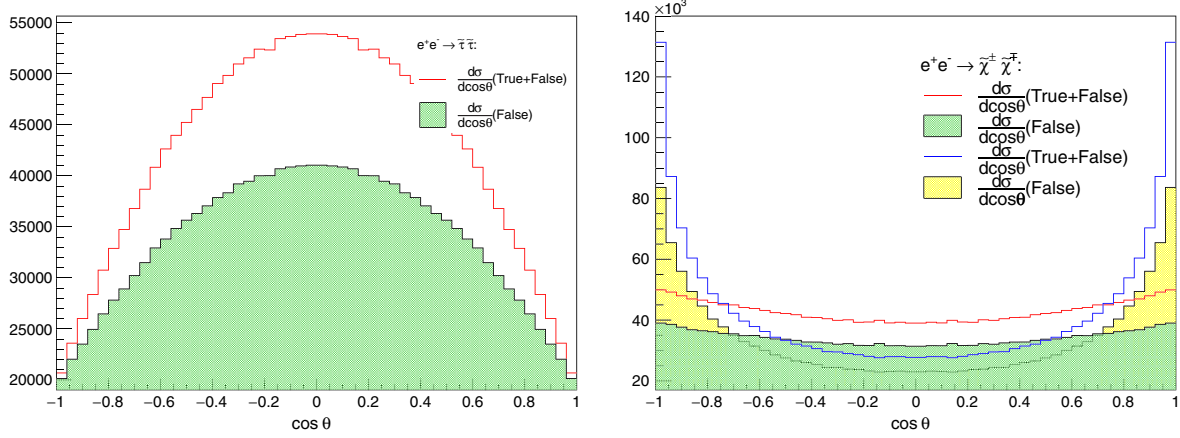 55000
50000
45000
40000
35000
30000
25000
20000
−1 −0.8 −0.6 −0.4 −0.2 0 0.2 0.4 0.6 0.8 1
cos θ
e⁺e⁻ → τ̃ τ̃:
dσ/dcosθ (True+False)
dσ/dcosθ (False)
×10³
140
120
100
80
60
40
20
−1 −0.8 −0.6 −0.4 −0.2 0 0.2 0.4 0.6 0.8 1
cos θ
e⁺e⁻ → χ̃± χ̃∓:
dσ/dcosθ (True+False)
dσ/dcosθ (False)
dσ/dcosθ (True+False)
dσ/dcosθ (False)